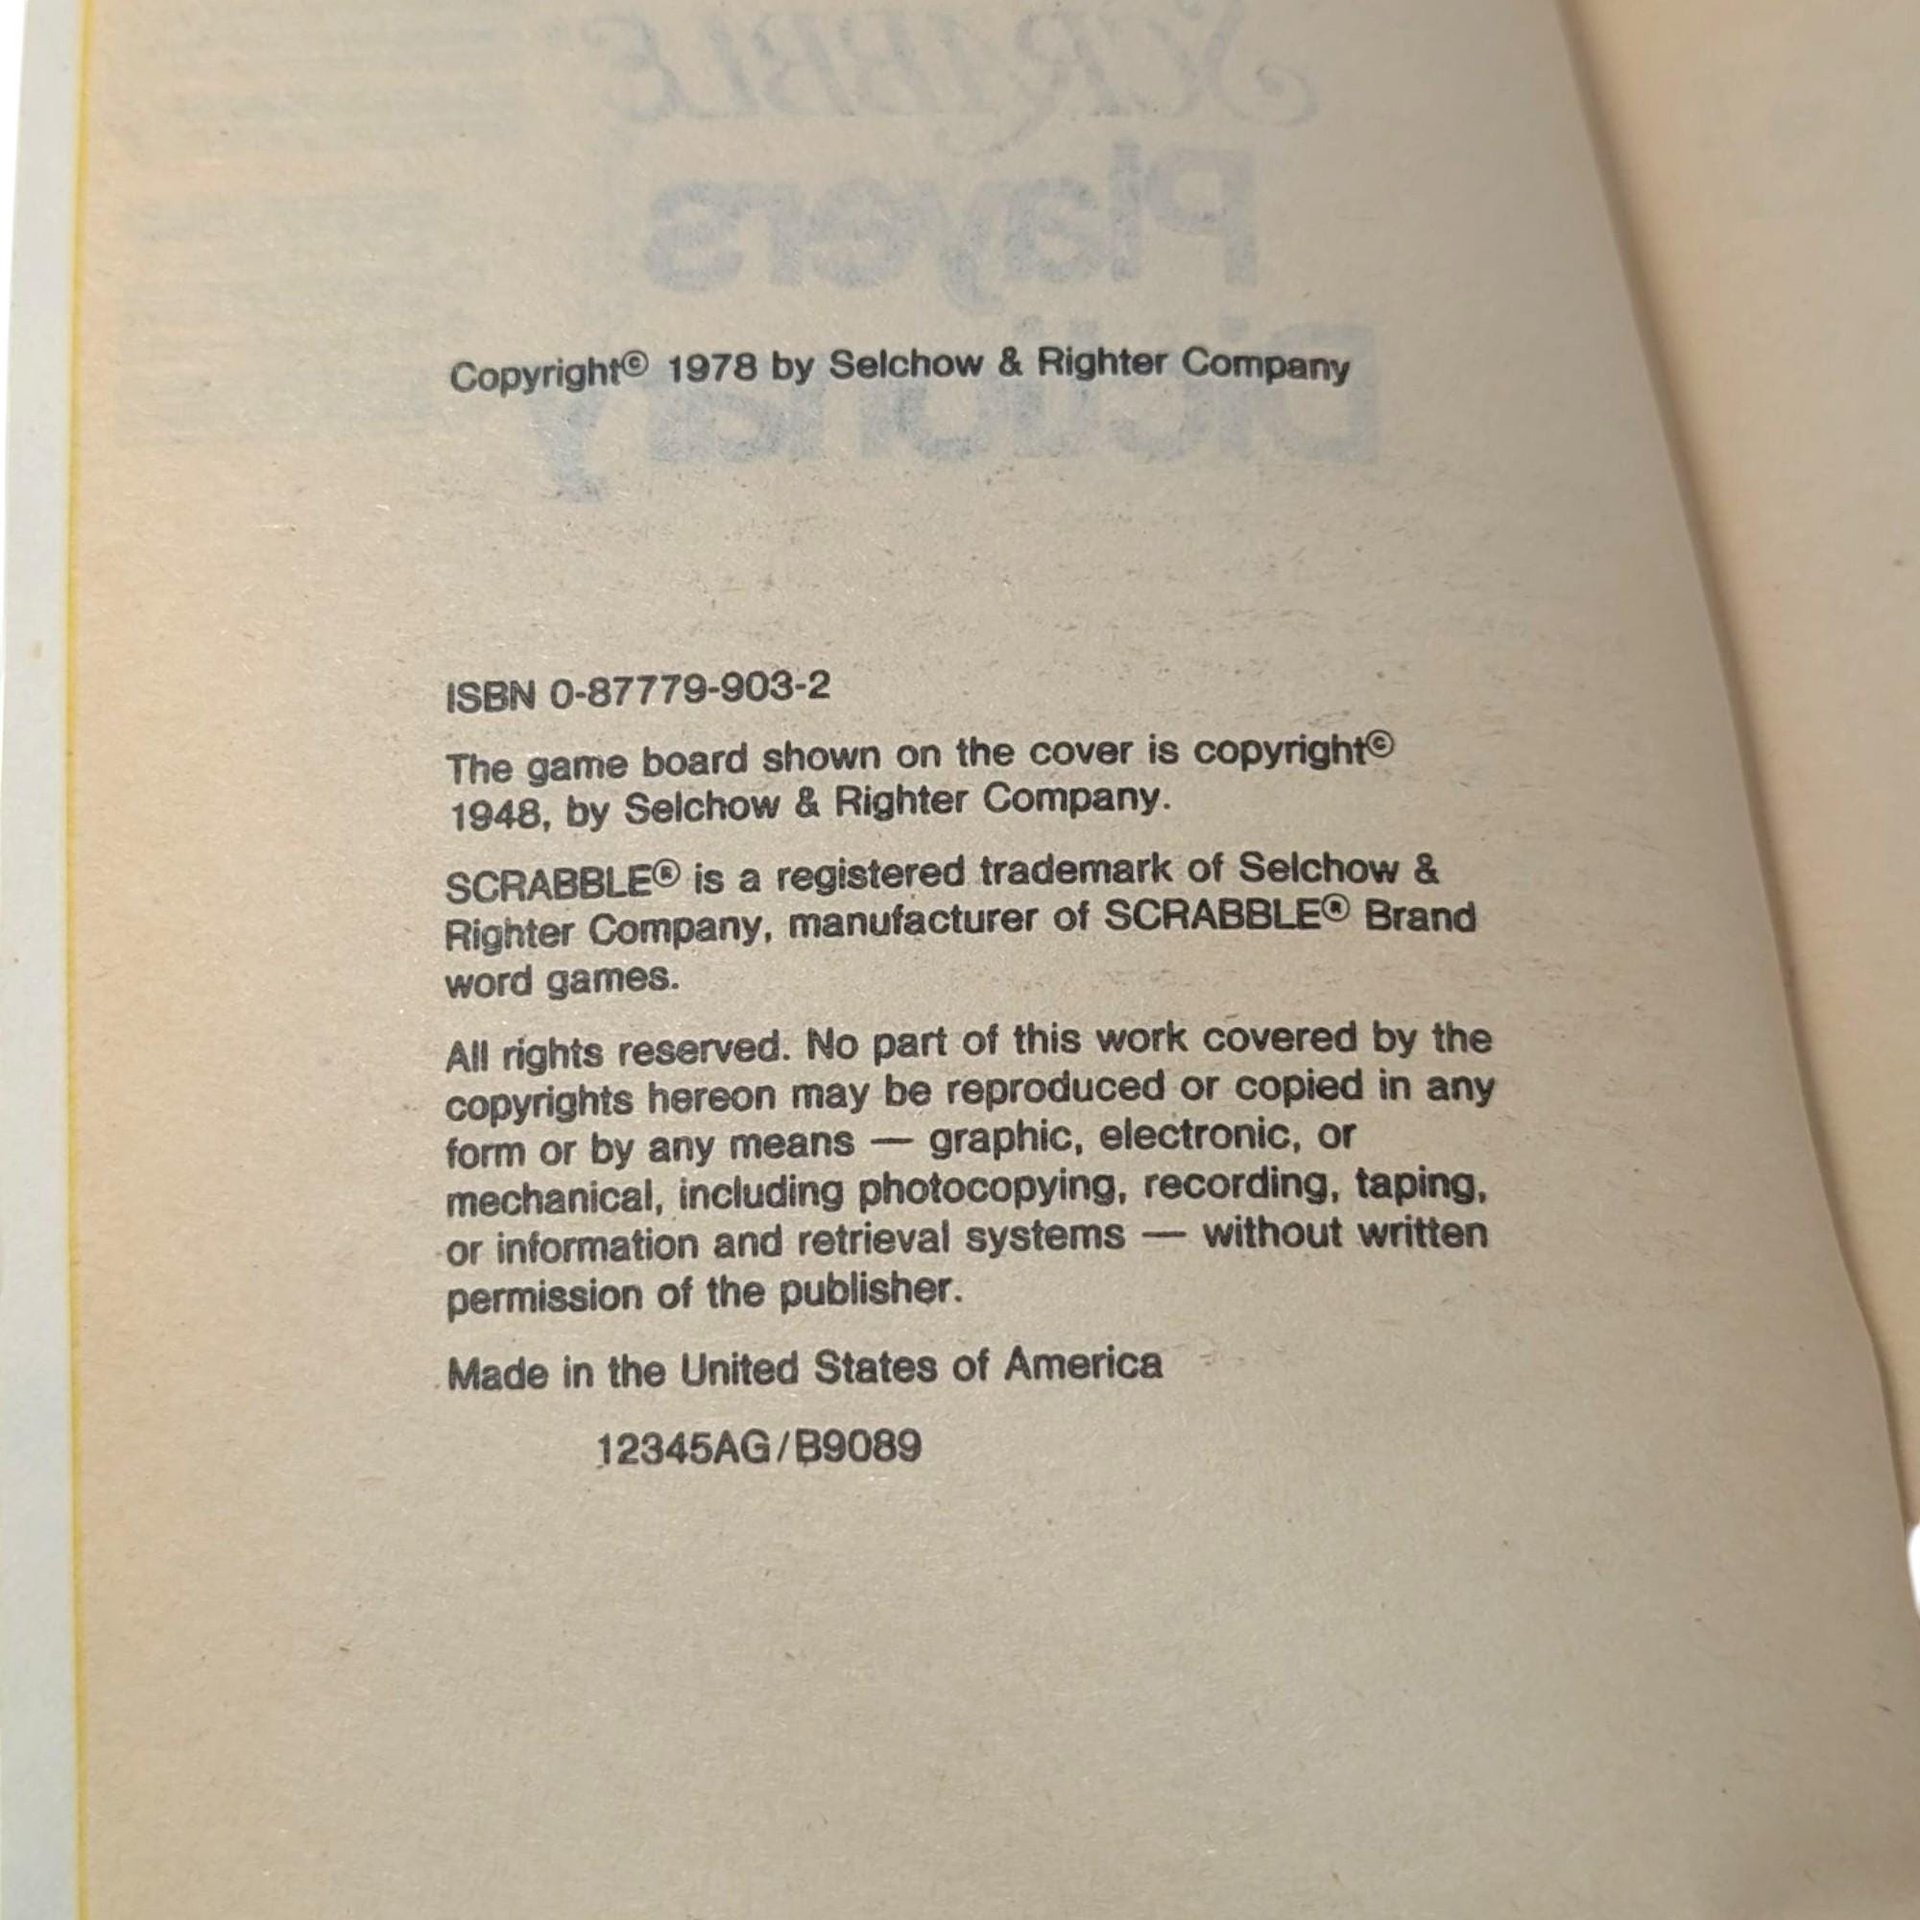 SCRABBLE
Players
Dictionary
Copyright© 1978 by Selchow & Righter Company
ISBN 0-87779-903-2
The game board shown on the cover is copyright©
1948, by Selchow & Righter Company.
SCRABBLE® is a registered trademark of Selchow &
Righter Company, manufacturer of SCRABBLE® Brand
word games.
All rights reserved. No part of this work covered by the
copyrights hereon may be reproduced or copied in any
form or by any means — graphic, electronic, or
mechanical, including photocopying, recording, taping,
or information and retrieval systems — without written
permission of the publisher.
Made in the United States of America
12345AG/B9089